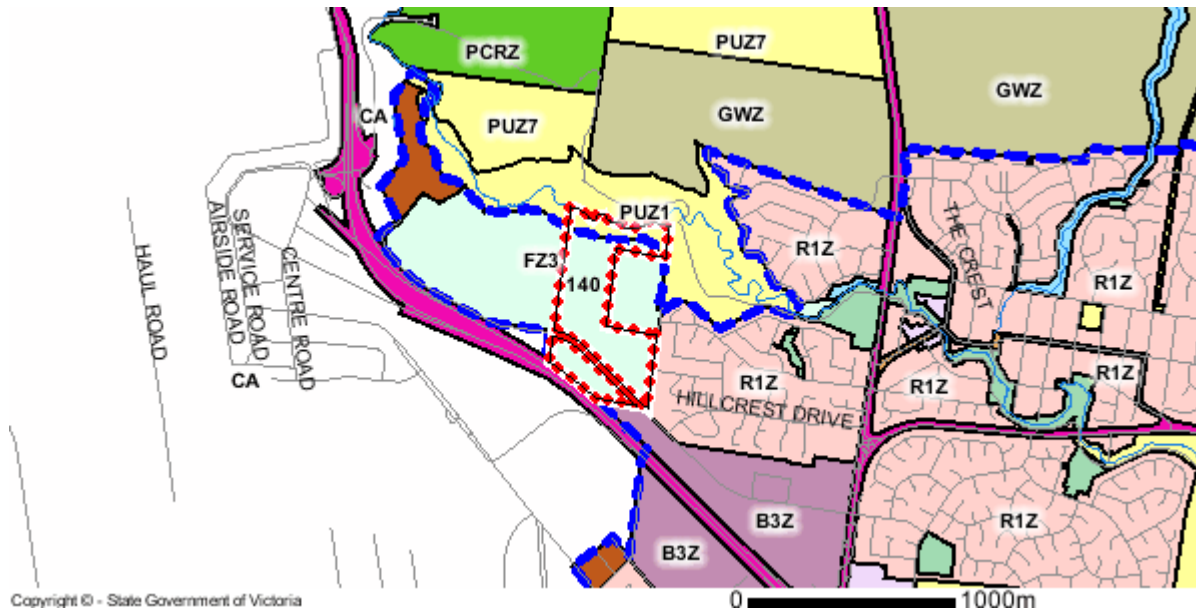 PCRZ
PUZ7
GWZ
GWZ
CA
PUZ7
PUZ1
R1Z
THE CREST
R1Z
HAUL ROAD
AIRSIDE ROAD
SERVICE ROAD
CENTRE ROAD
CA
FZ3
140
R1Z
HILLCREST DRIVE
R1Z
R1Z
B3Z
B3Z
R1Z
Copyright © - State Government of Victoria
0
1000m